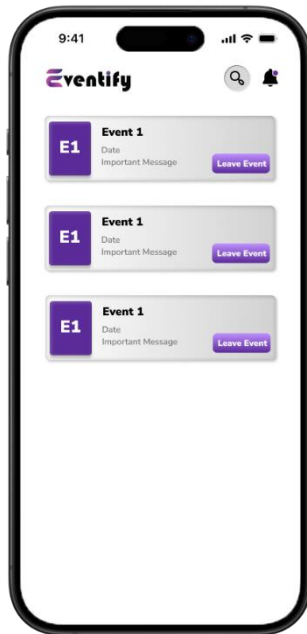 9:41
Eventify
E1
Event 1
Date
Important Message
Leave Event
E1
Event 1
Date
Important Message
Leave Event
E1
Event 1
Date
Important Message
Leave Event